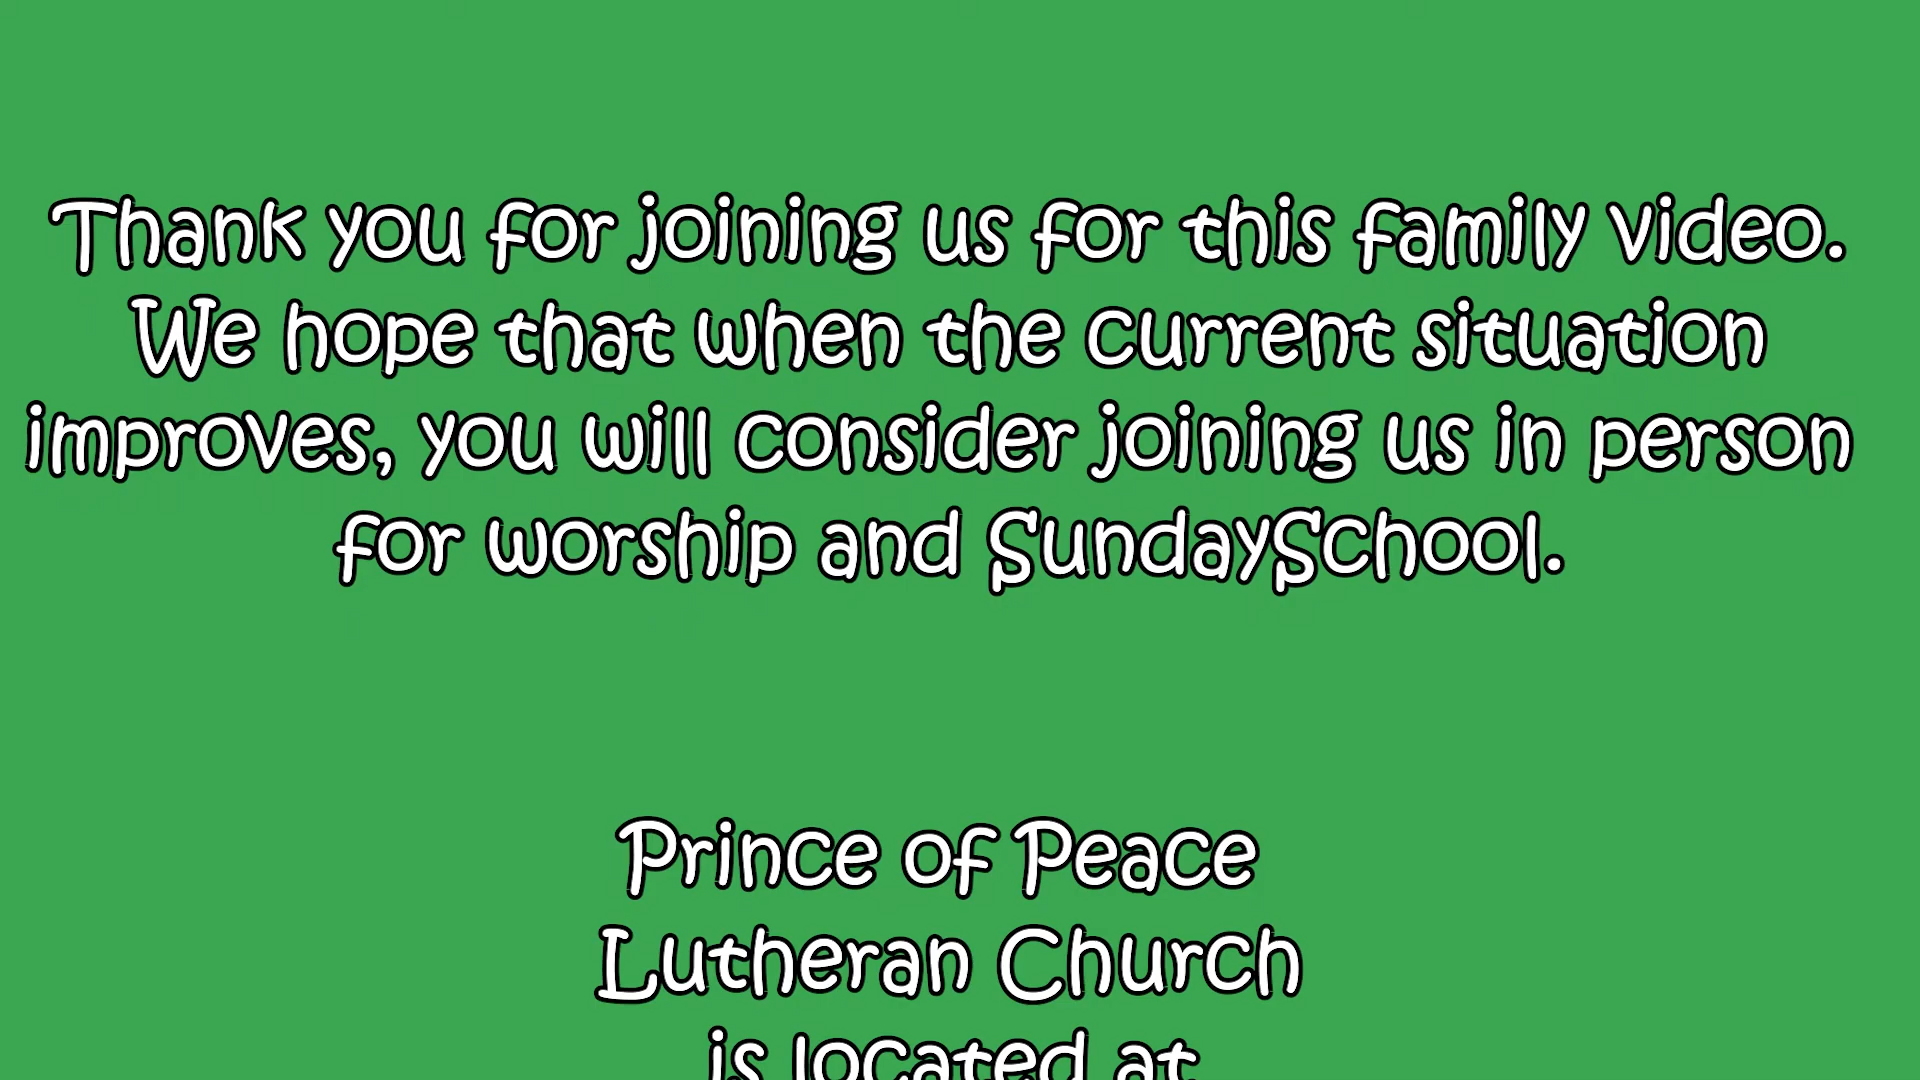 Thank you for joining us for this family video.
We hope that when the current situation
improves, you will consider joining us in person
for worship and SundaySchool.
Prince of Peace
Lutheran Church
is located at